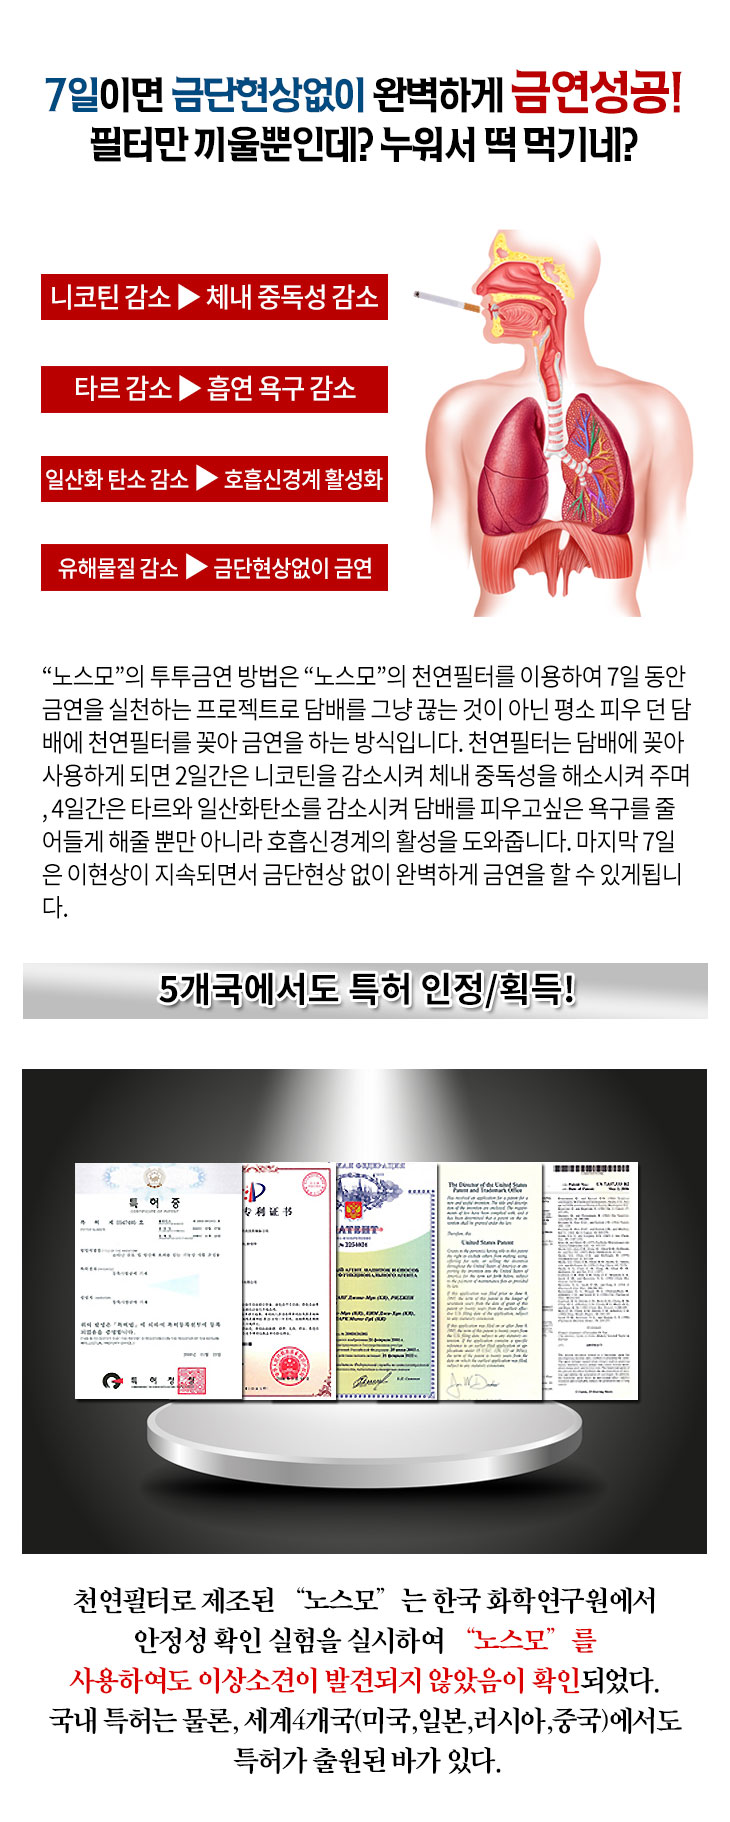 7일이면 금단현상없이 완벽하게 금연성공!
필터만 끼울뿐인데? 누워서 떡 먹기네?
니코틴 감소 ▶ 체내 중독성 감소
타르 감소 ▶ 흡연 욕구 감소
일산화 탄소 감소 ▶ 호흡신경계 활성화
유해물질 감소 ▶ 금단현상없이 금연
“노스모”의 투투금연 방법은 “노스모”의 천연필터를 이용하여 7일 동안
금연을 실천하는 프로젝트로 담배를 그냥 끊는 것이 아닌 평소 피우 던 담
배에 천연필터를 꽂아 금연을 하는 방식입니다. 천연필터는 담배에 꽂아
사용하게 되면 2일간은 니코틴을 감소시켜 체내 중독성을 해소시켜 주며
, 4일간은 타르와 일산화탄소를 감소시켜 담배를 피우고싶은 욕구를 줄
어들게 해줄 뿐만 아니라 호흡신경계의 활성을 도와줍니다. 마지막 7일
은 이현상이 지속되면서 금단현상 없이 완벽하게 금연을 할 수 있게됩니
다.
5개국에서도 특허 인정/획득!
특 허 증
특 허 청
专利证书
The Director of the United States
Patent and Trademark Office
United States Patent
천연필터로 제조된 “노스모”는 한국 화학연구원에서
안정성 확인 실험을 실시하여 “노스모”를
사용하여도 이상소견이 발견되지 않았음이 확인되었다.
국내 특허는 물론, 세계4개국(미국,일본,러시아,중국)에서도
특허가 출원된 바가 있다.